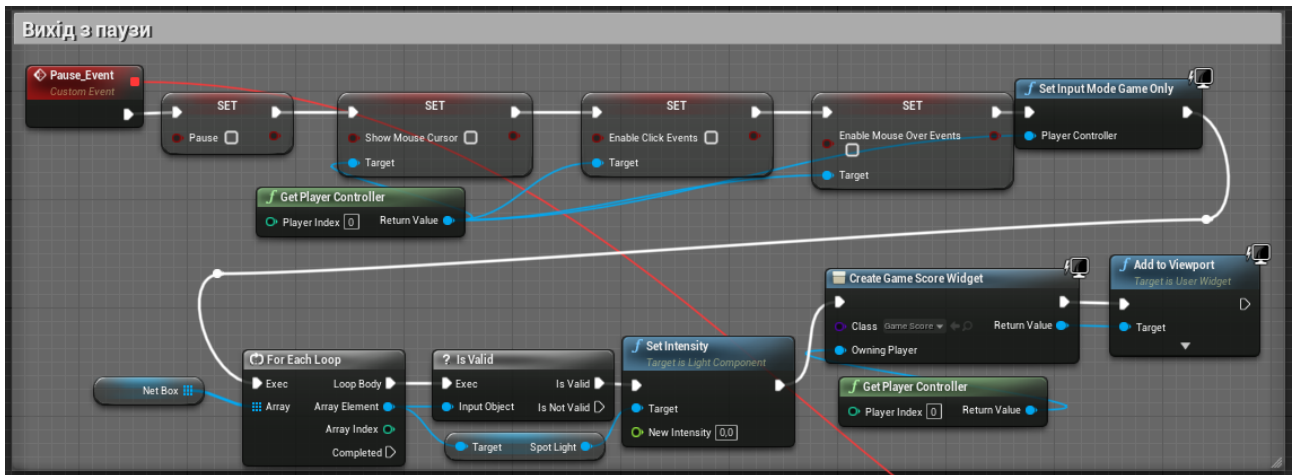 Вихід з паузи
Pause_Event
Custom Event
SET
Pause
SET
Show Mouse Cursor
Target
SET
Enable Click Events
Target
SET
Enable Mouse Over Events
Target
f Set Input Mode Game Only
Player Controller
f Get Player Controller
Player Index 0 Return Value
Net Box
For Each Loop
Exec Loop Body
Array Array Element
Array Index
Completed
? Is Valid
Exec Is Valid
Input Object Is Not Valid
Target Spot Light
f Set Intensity
Target is Light Component
Target
New Intensity 0,0
Create Game Score Widget
Class Game Score Return Value
Owning Player
f Get Player Controller
Player Index 0 Return Value
f Add to Viewport
Target is User Widget
Target